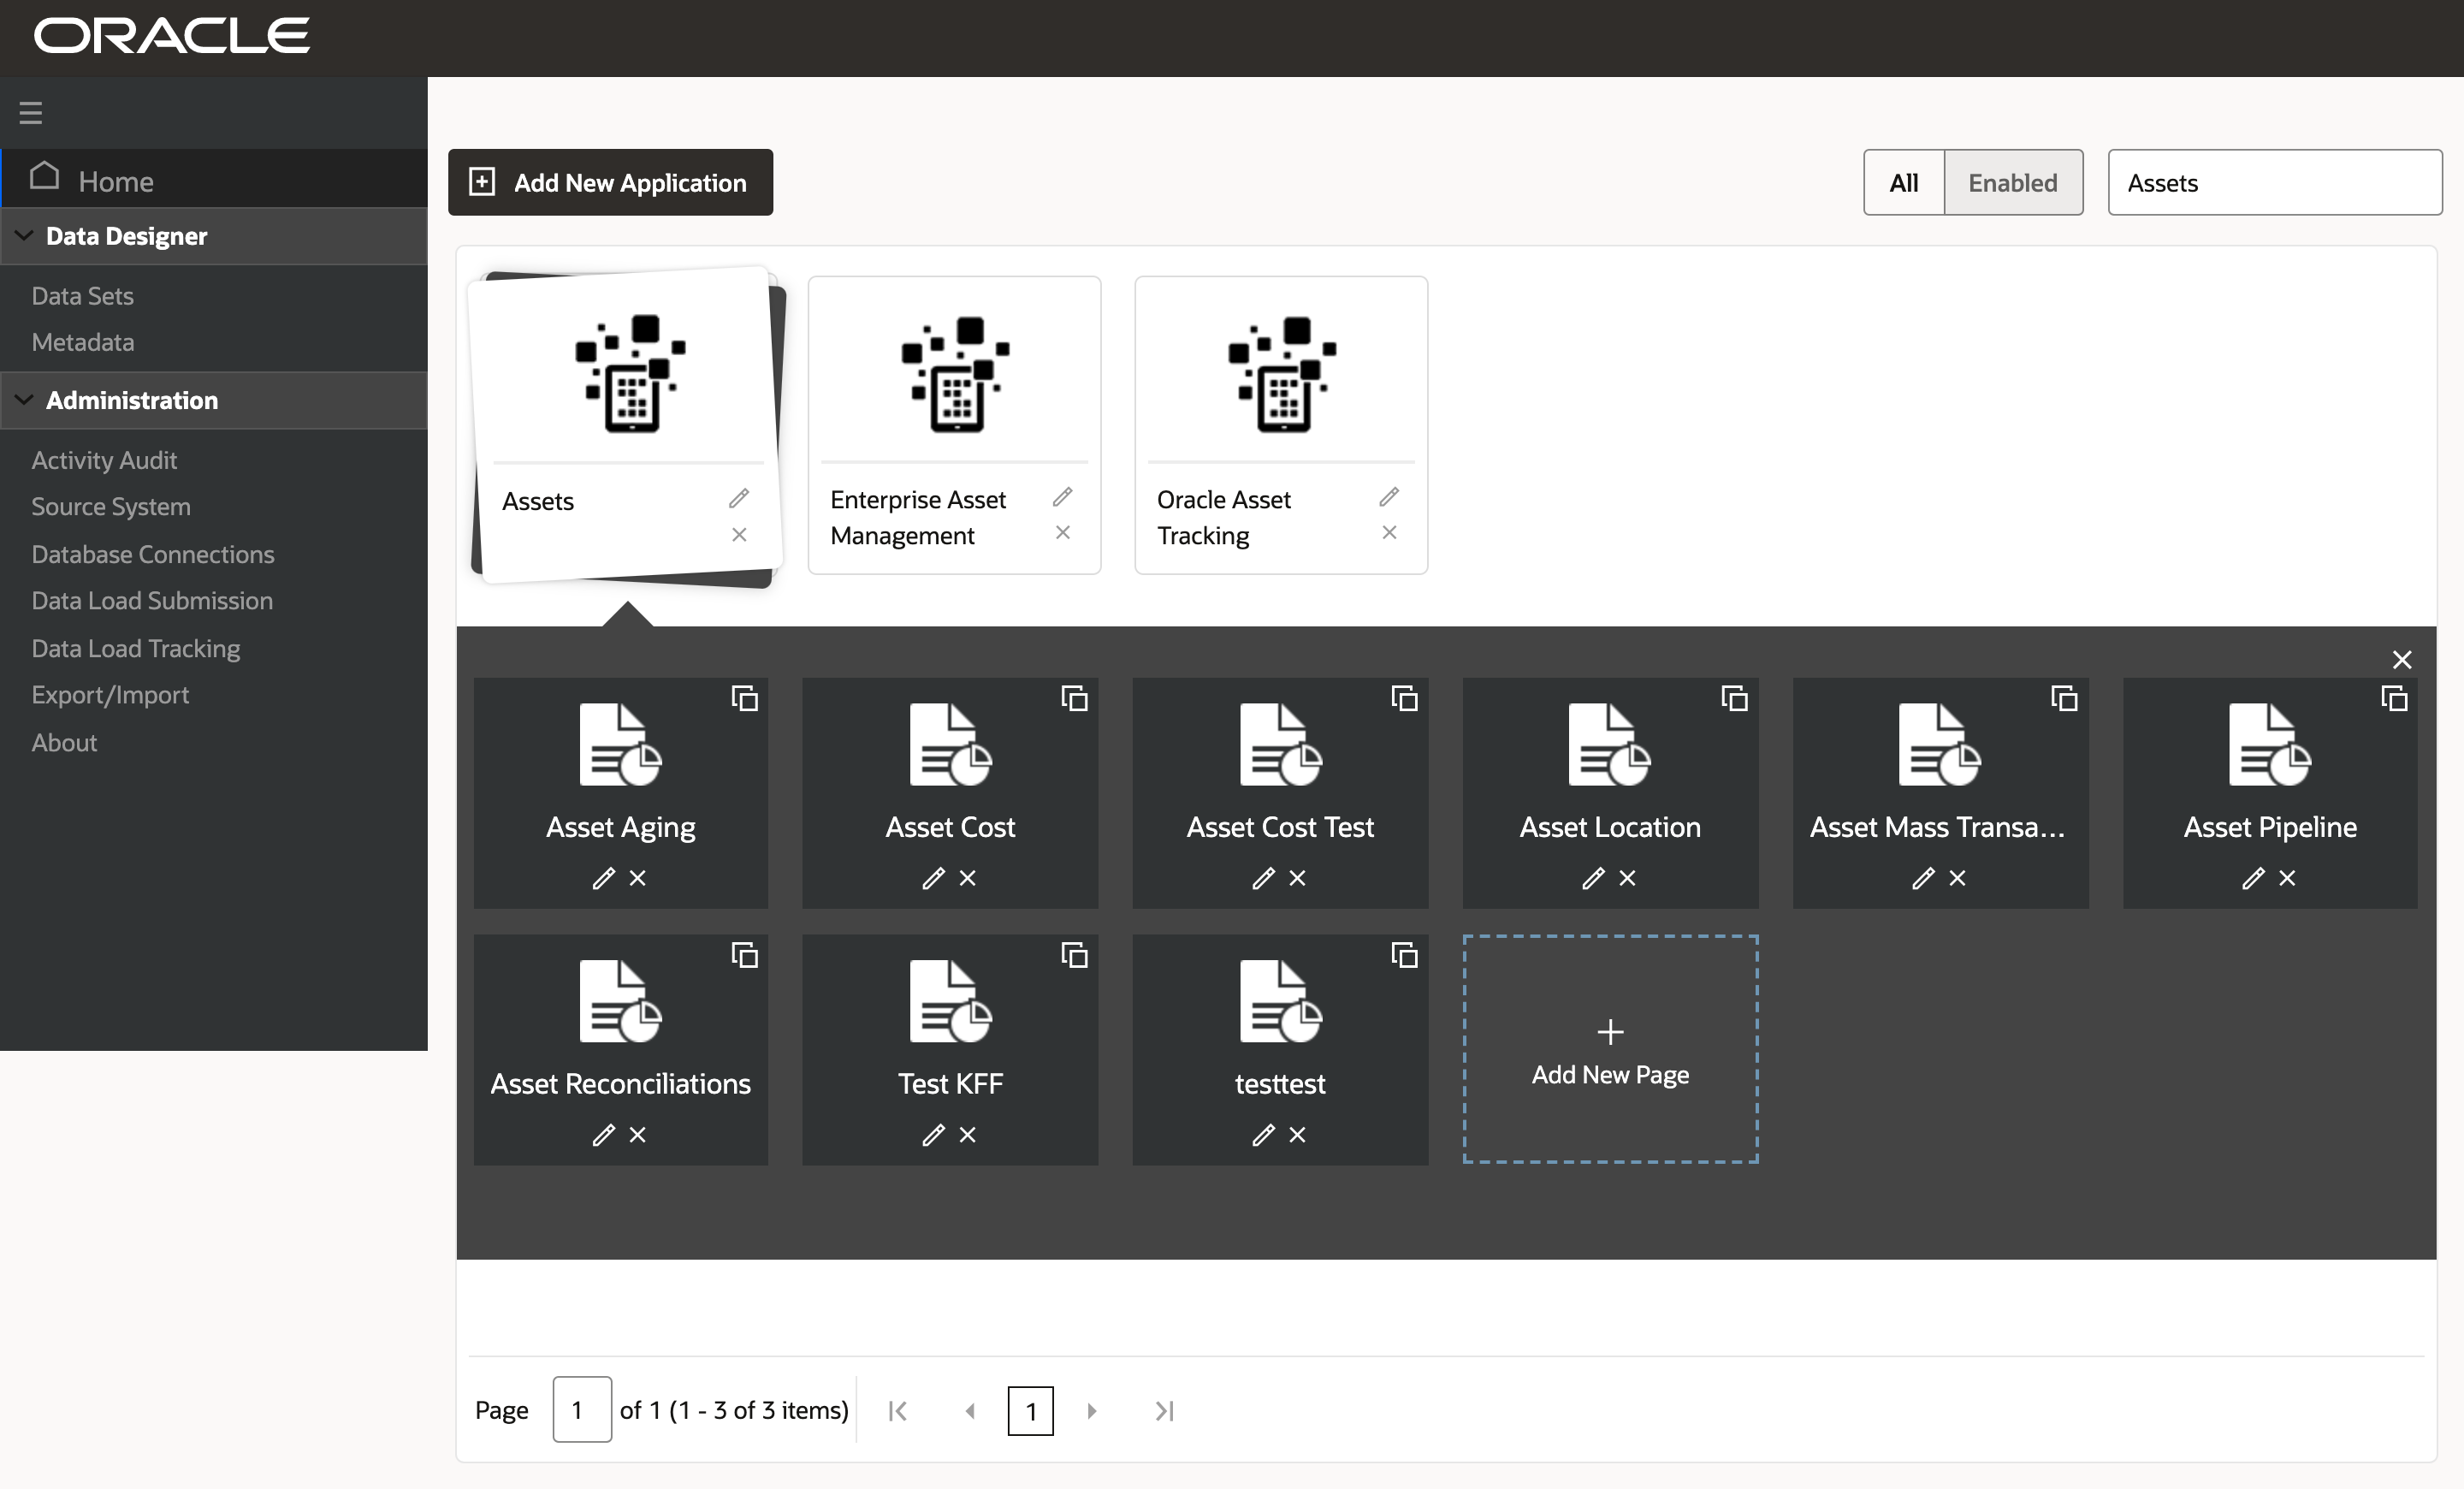 ORACLE
Home
Data Designer
Data Sets
Metadata
Administration
Activity Audit
Source System
Database Connections
Data Load Submission
Data Load Tracking
Export/Import
About
Add New Application
All
Enabled
Assets
Assets
Enterprise Asset
Management
Oracle Asset
Tracking
Asset Aging
Asset Cost
Asset Cost Test
Asset Location
Asset Mass Transa...
Asset Pipeline
Asset Reconciliations
Test KFF
testtest
Add New Page
Page 1 of 1 (1 - 3 of 3 items) 1